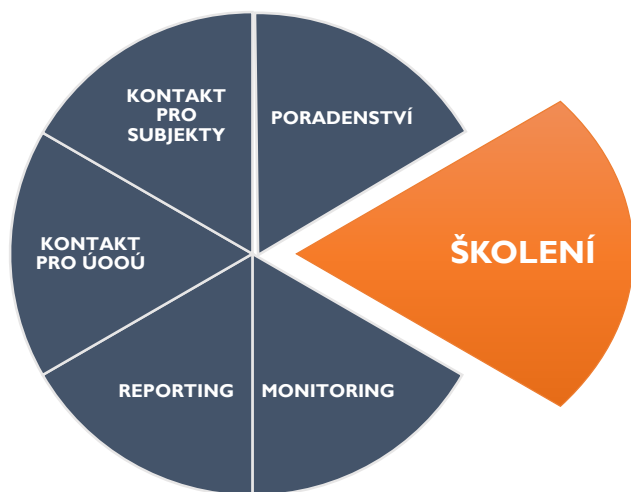 KONTAKT
PRO
SUBJEKTY
PORADENSTVÍ
ŠKOLENÍ
KONTAKT
PRO ÚOOÚ
REPORTING
MONITORING